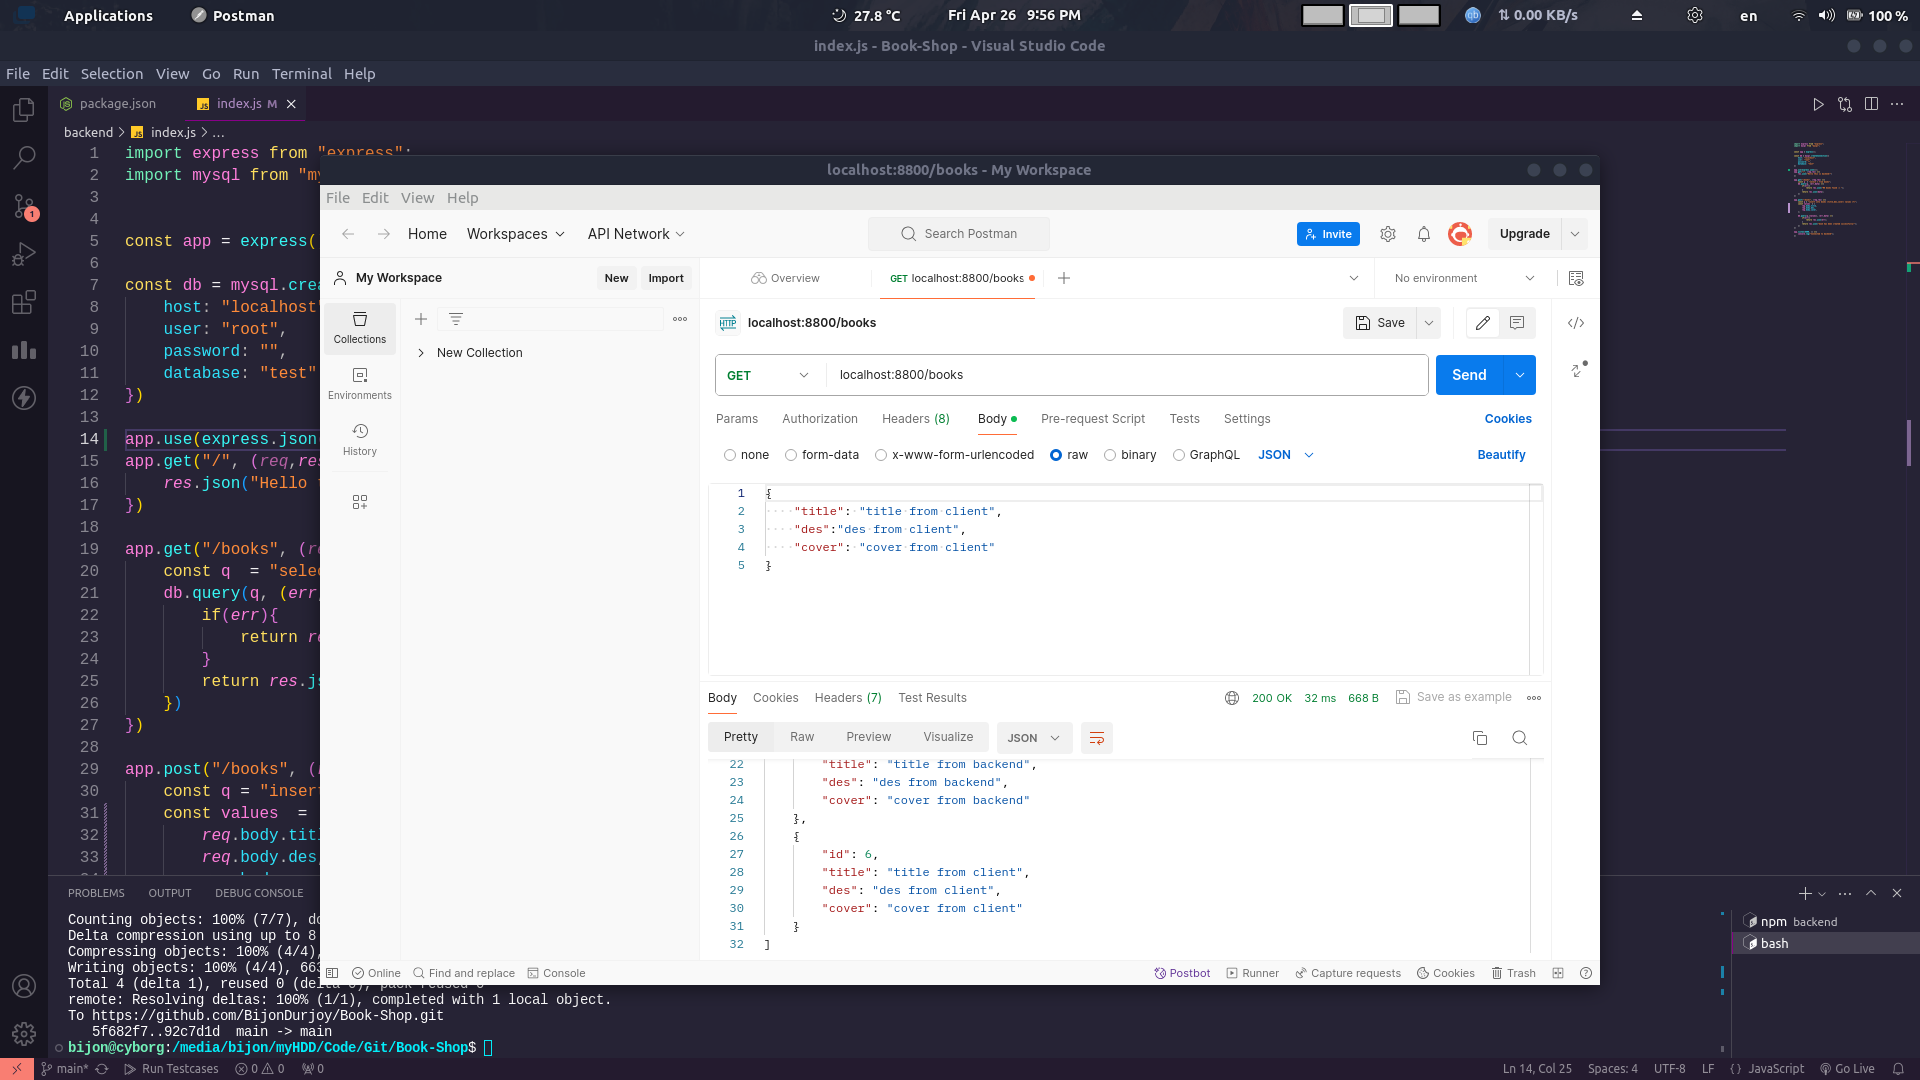 Applications Postman 27.8 °C Fri Apr 26 9:56 PM 0.00 KB/s en 100 %
index.js - Book-Shop - Visual Studio Code
File Edit Selection View Go Run Terminal Help
package.json index.js M
backend > index.js > ...
1 import express from "express";
2 import mysql from "my
3
4
5 const app = express(
6
7 const db = mysql.crea
8 host: "localhost"
9 user: "root",
10 password: "",
11 database: "test"
12 })
13
14 app.use(express.json
15 app.get("/", (req,res
16 res.json("Hello
17 })
18
19 app.get("/books", (re
20 const q = "selec
21 db.query(q, (err
22 if(err){
23 return re
24 }
25 return res.js
26 })
27 })
28
29 app.post("/books", (
30 const q = "insert
31 const values =
32 req.body.titl
33 req.body.des,
localhost:8800/books - My Workspace
File Edit View Help
Home Workspaces API Network Search Postman Invite Upgrade
My Workspace New Import Overview GET localhost:8800/books No environment
Collections
Environments
History
New Collection
HTTP localhost:8800/books Save
GET localhost:8800/books Send
Params Authorization Headers (8) Body Pre-request Script Tests Settings Cookies
none form-data x-www-form-urlencoded raw binary GraphQL JSON Beautify
1 {
2 "title": "title from client",
3 "des":"des from client",
4 "cover": "cover from client"
5 }
Body Cookies Headers (7) Test Results 200 OK 32 ms 668 B Save as example
Pretty Raw Preview Visualize JSON
22 "title": "title from backend",
23 "des": "des from backend",
24 "cover": "cover from backend"
25 },
26 {
27 "id": 6,
28 "title": "title from client",
29 "des": "des from client",
30 "cover": "cover from client"
31 }
32 ]
Online Find and replace Console Postbot Runner Capture requests Cookies Trash
PROBLEMS OUTPUT DEBUG CONSOLE
Counting objects: 100% (7/7), do
Delta compression using up to 8
Compressing objects: 100% (4/4),
Writing objects: 100% (4/4), 663
Total 4 (delta 1), reused 0 (delta 0), pack-reused 0
remote: Resolving deltas: 100% (1/1), completed with 1 local object.
To https://github.com/BijonDurjoy/Book-Shop.git
5f682f7..92c7d1d main -> main
bijon@cyborg:/media/bijon/myHDD/Code/Git/Book-Shop$
npm backend
bash
main* Run Testcases 0 0 0 Ln 14, Col 25 Spaces: 4 UTF-8 LF { } JavaScript Go Live